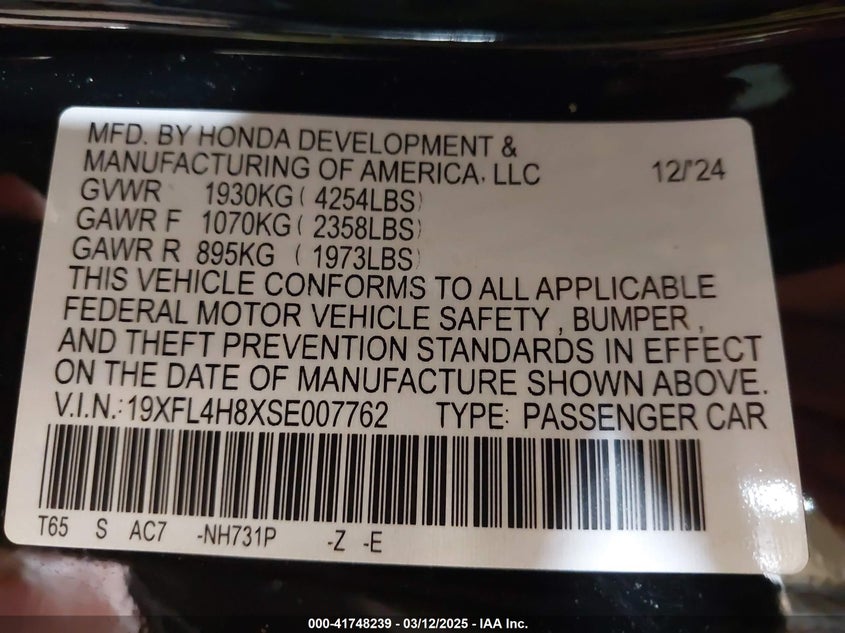 MFD. BY HONDA DEVELOPMENT &
MANUFACTURING OF AMERICA, LLC 12/'24
GVWR 1930KG ( 4254LBS)
GAWR F 1070KG ( 2358LBS)
GAWR R 895KG ( 1973LBS)
THIS VEHICLE CONFORMS TO ALL APPLICABLE
FEDERAL MOTOR VEHICLE SAFETY , BUMPER ,
AND THEFT PREVENTION STANDARDS IN EFFECT
ON THE DATE OF MANUFACTURE SHOWN ABOVE.
V.I.N.: 19XFL4H8XSE007762 TYPE: PASSENGER CAR
T65 S AC7 -NH731P -Z -E
000-41748239 - 03/12/2025 - IAA Inc.